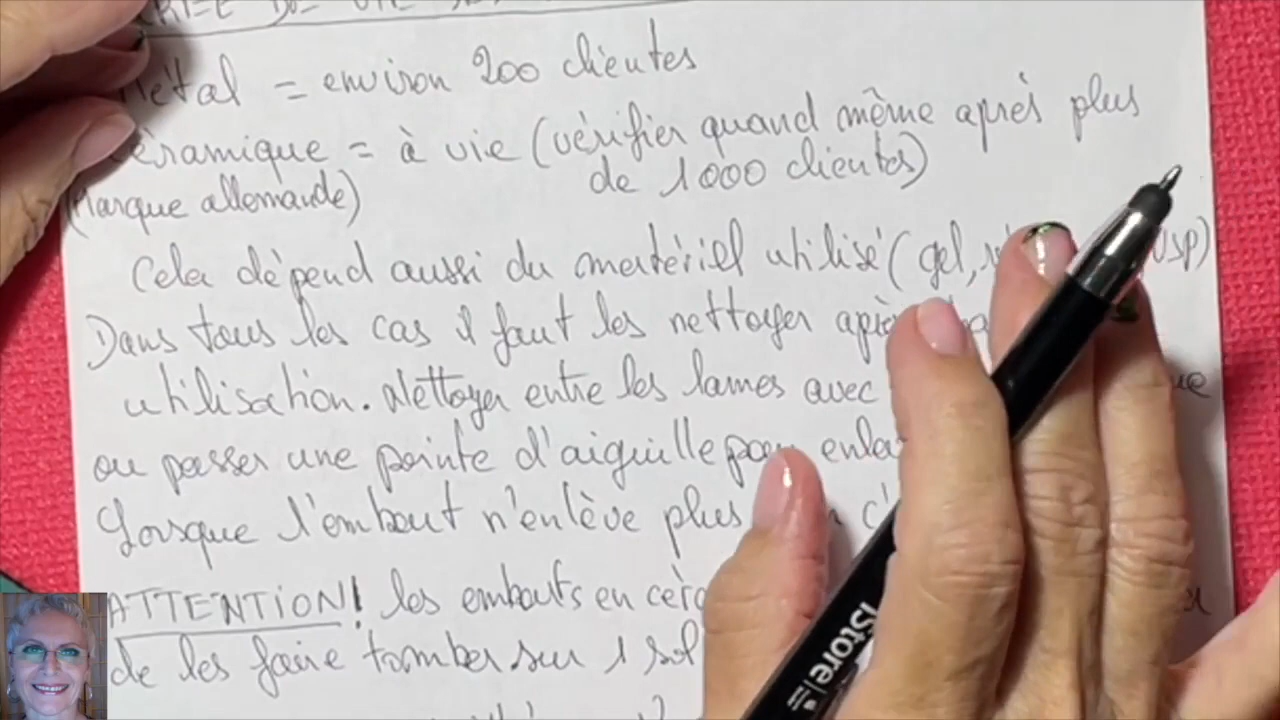 DE VIE
Métal = environ 200 clientes
Céramique = à vie (vérifier quand même après plus
de 1000 clientes)
(Marque allemande)
Cela dépend aussi du matériel utilisé (gel,
Dans tous les cas il faut les nettoyer après
utilisation. Nettoyer entre les lames avec
ou passer une pointe d'aiguille pour
Lorsque l'embout n'enlève plus
ATTENTION! les embouts en
de les faire tomber sur 1 sol
iStore